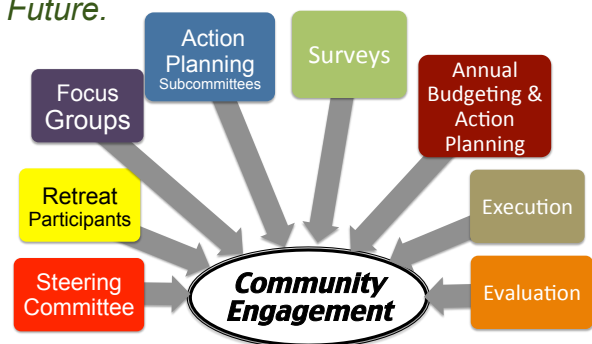 Future.
Action
Planning
Subcommittees
Surveys
Annual
Budgeting &
Action
Planning
Focus
Groups
Retreat
Participants
Execution
Steering
Committee
Community
Engagement
Evaluation